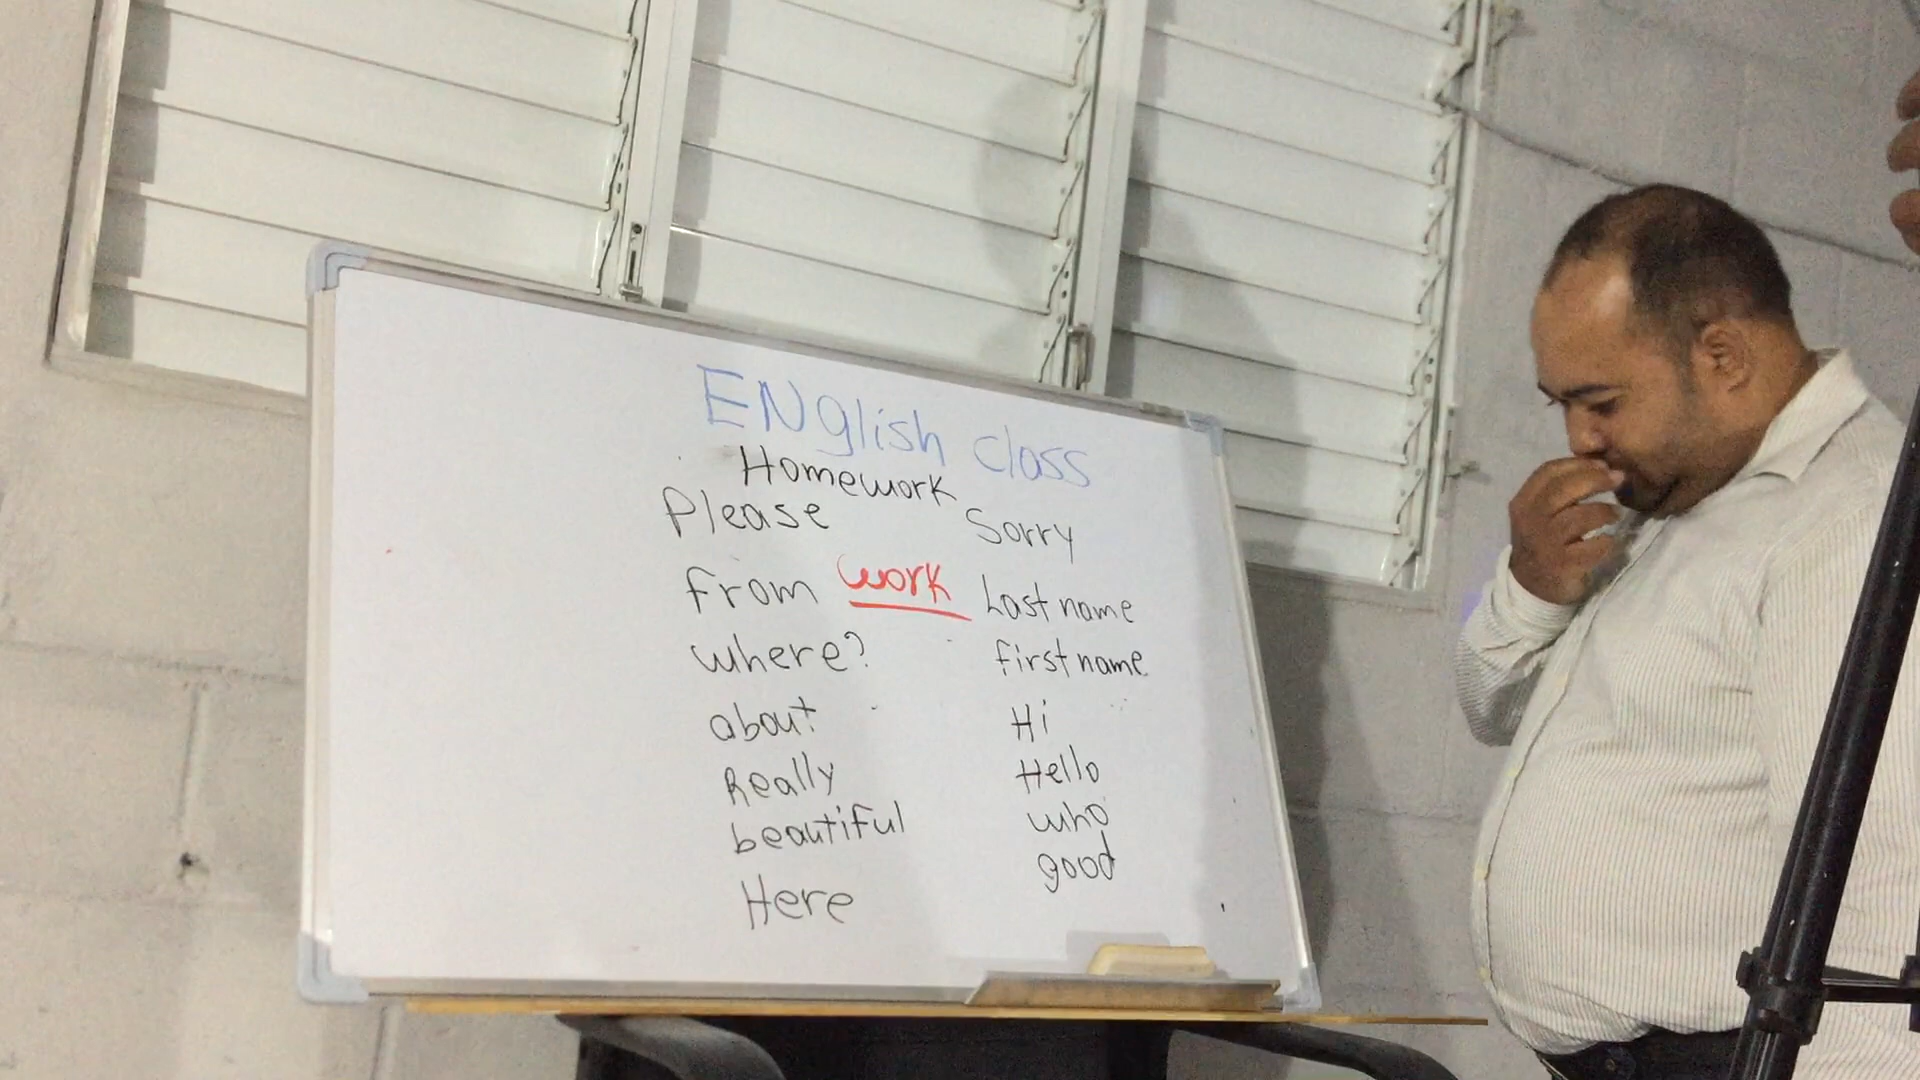 ENglish class
Homework
Please
Sorry
from work Last name
where?
first name
about
Hi
Really
Hello
beautiful
who
Here
good